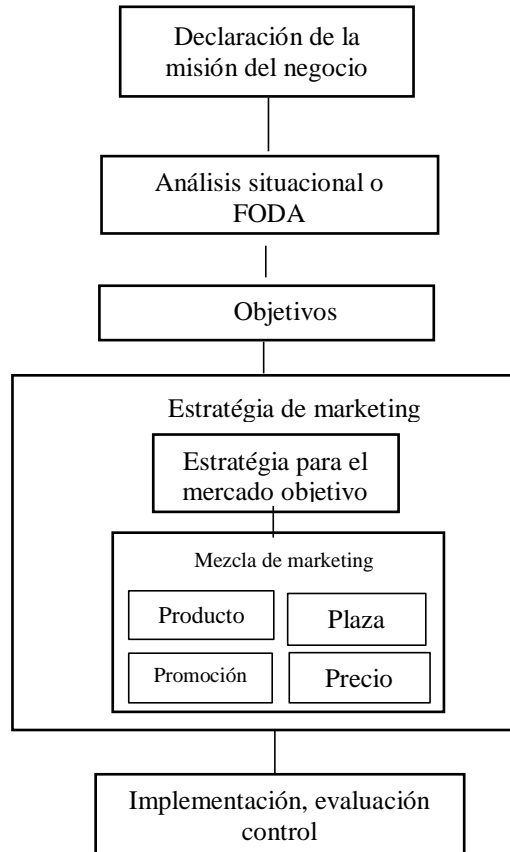 Declaración de la
misión del negocio
Análisis situacional o
FODA
Objetivos
Estratégia de marketing
Estratégia para el
mercado objetivo
Mezcla de marketing
Producto
Plaza
Promoción
Precio
Implementación, evaluación
control